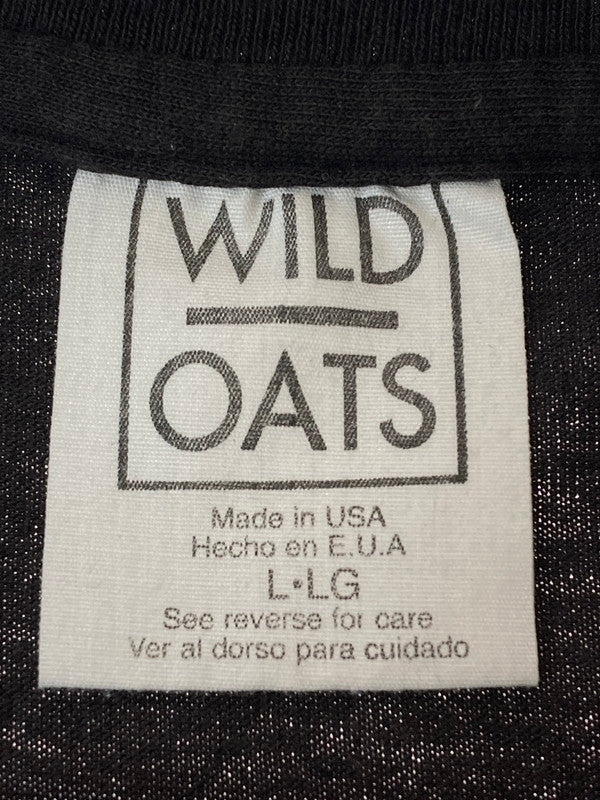 WILD
OATS
Made in USA
Hecho en E.U.A
L•LG
See reverse for care
Ver al dorso para cuidado